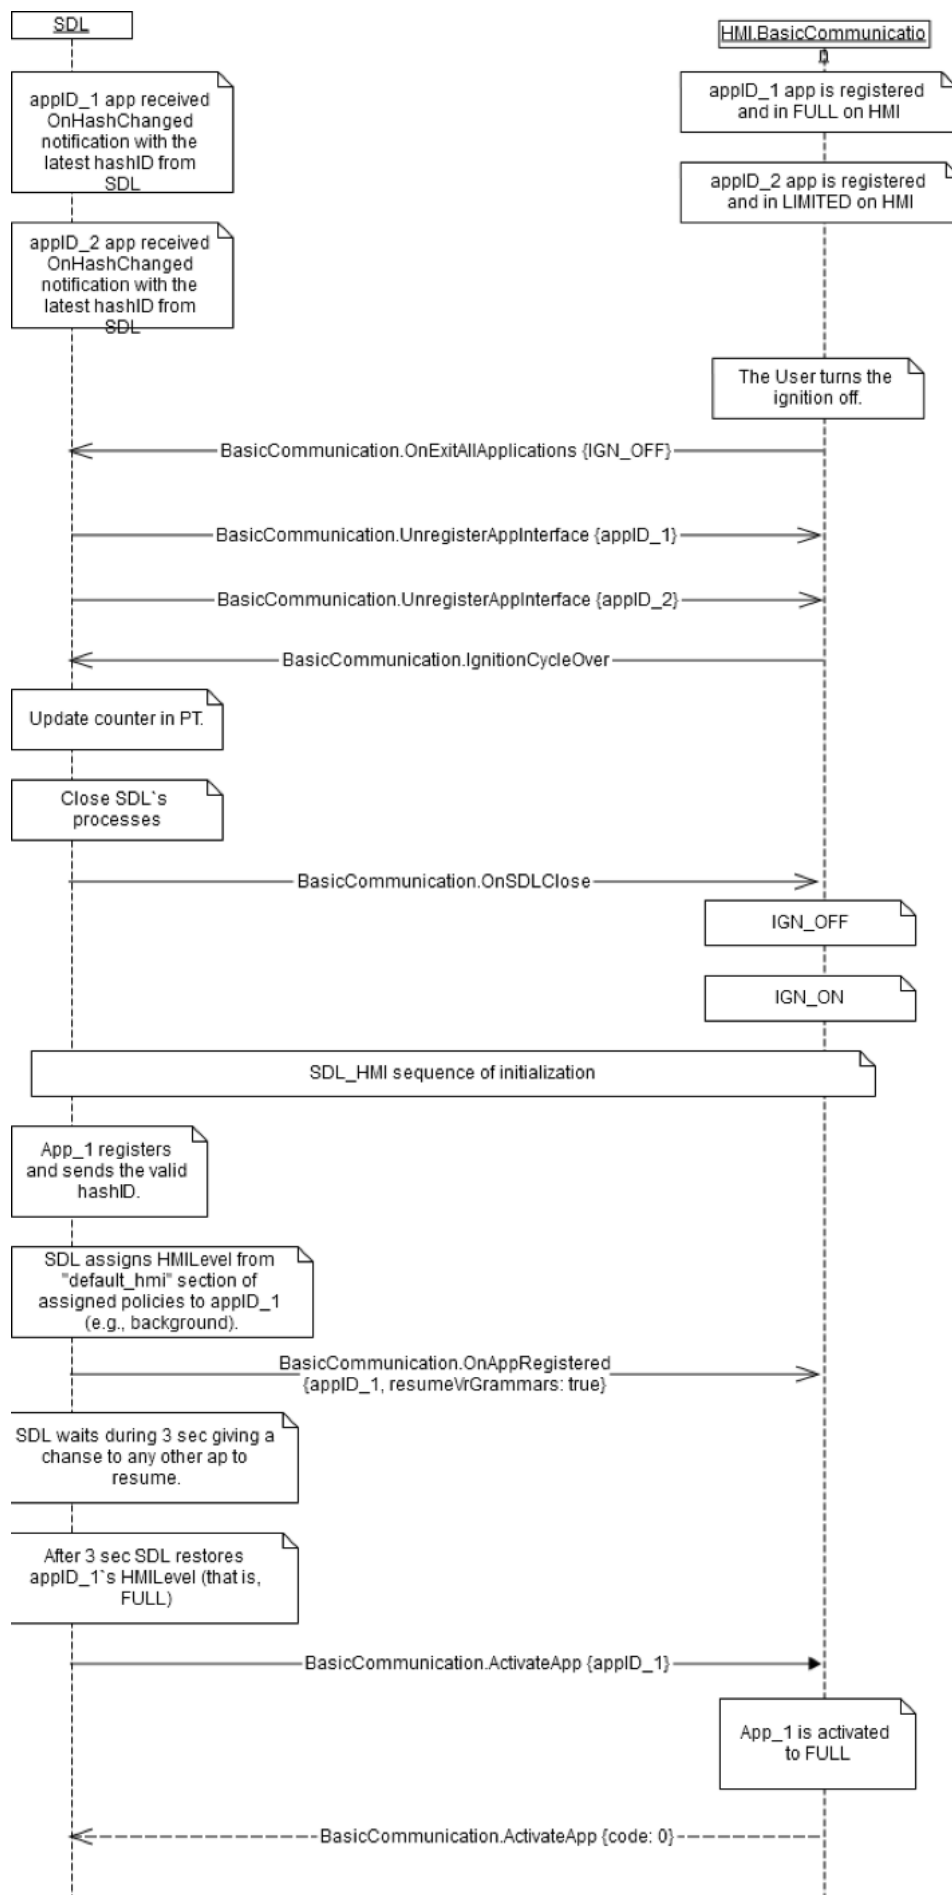 SDL
HMI.BasicCommunicatio
n
appID_1 app received
OnHashChanged
notification with the
latest hashID from
SDL
appID_1 app is registered
and in FULL on HMI
appID_2 app is registered
and in LIMITED on HMI
appID_2 app received
OnHashChanged
notification with the
latest hashID from
SDL
The User turns the
ignition off.
BasicCommunication.OnExitAllApplications {IGN_OFF}
BasicCommunication.UnregisterAppInterface {appID_1}
BasicCommunication.UnregisterAppInterface {appID_2}
BasicCommunication.IgnitionCycleOver
Update counter in PT.
Close SDL`s
processes
BasicCommunication.OnSDLClose
IGN_OFF
IGN_ON
SDL_HMI sequence of initialization
App_1 registers
and sends the valid
hashID.
SDL assigns HMILevel from
"default_hmi" section of
assigned policies to appID_1
(e.g., background).
BasicCommunication.OnAppRegistered
{appID_1, resumeVrGrammars: true}
SDL waits during 3 sec giving a
chanse to any other ap to
resume.
After 3 sec SDL restores
appID_1`s HMILevel (that is,
FULL)
BasicCommunication.ActivateApp {appID_1}
App_1 is activated
to FULL
BasicCommunication.ActivateApp {code: 0}